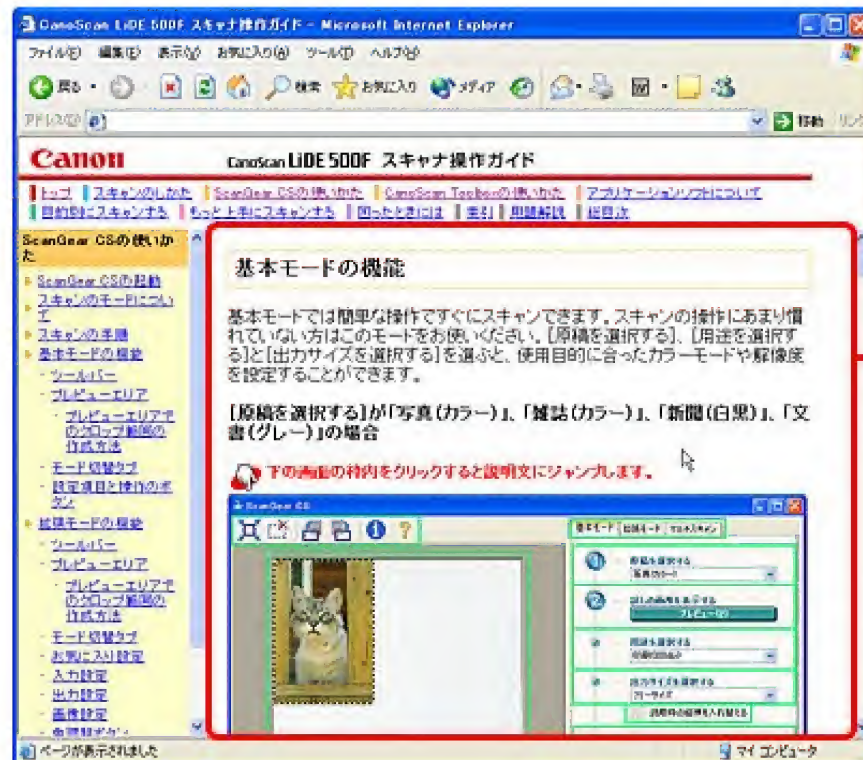 CanoScan LiDE 500F スキャナ操作ガイド - Microsoft Internet Explorer
ファイル(F) 編集(E) 表示(V) お気に入り(A) ツール(T) ヘルプ(H)
戻る 検索 お気に入り メディア
アドレス(D) 移動 リンク
Canon CanoScan LiDE 500F スキャナ操作ガイド
トップ スキャンのしかた ScanGear CSの使いかた CanoScan Toolboxの使いかた アプリケーションソフトについて
目的別にスキャンする もっと上手にスキャンする 困ったときには 索引 用語解説 総目次
ScanGear CSの使いか
た
ScanGear CSの起動
スキャンのモードについ
て
スキャンの手順
基本モードの機能
ツールバー
プレビューエリア
プレビューエリアで
のクロップ範囲の
作成方法
モード切替タブ
設定項目と操作のボ
タン
拡張モードの機能
ツールバー
プレビューエリア
プレビューエリアで
のクロップ範囲の
作成方法
モード切替タブ
お気に入り設定
入力設定
出力設定
画像設定
基本モードの機能
基本モードでは簡単な操作ですぐにスキャンできます。スキャンの操作にあまり慣
れていない方はこのモードをお使いください。[原稿を選択する]、[用途を選択す
る]と[出力サイズを選択する]を選ぶと、使用目的に合ったカラーモードや解像度
を設定することができます。
[原稿を選択する]が「写真(カラー)」、「雑誌(カラー)」、「新聞(白黒)」、「文
書(グレー)」の場合
下の画面の枠内をクリックすると説明文にジャンプします。
ScanGear CS
基本モード 拡張モード
原稿を選択する
写真(カラー)
プレビュー(P)
用途を選択する
出力サイズを選択する
フリーサイズ
ページが表示されました マイ コンピュータ